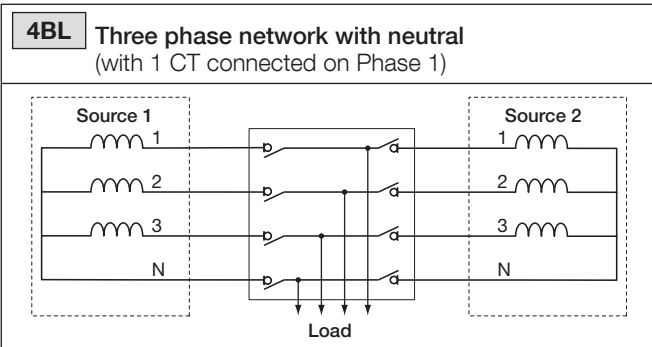 4BL Three phase network with neutral
(with 1 CT connected on Phase 1)
Source 1 Source 2
1 1
2 2
3 3
N N
Load